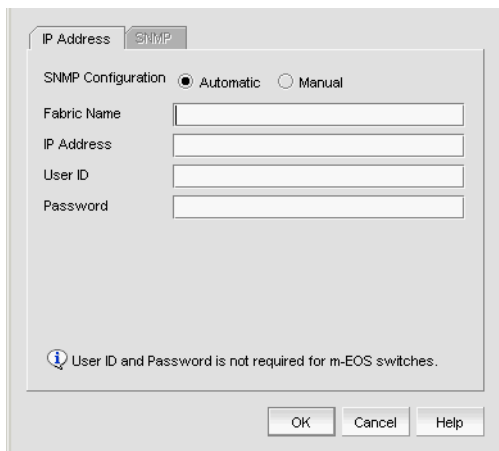 IP Address SNMP
SNMP Configuration Automatic Manual
Fabric Name
IP Address
User ID
Password
User ID and Password is not required for m-EOS switches.
OK Cancel Help